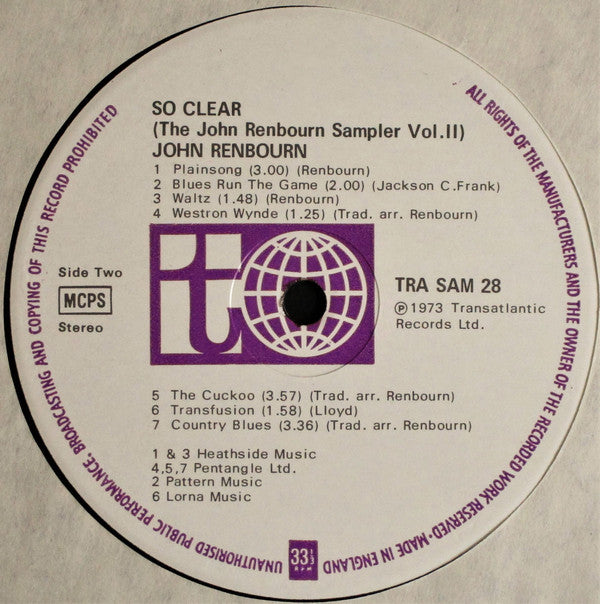 SO CLEAR
(The John Renbourn Sampler Vol.II)
JOHN RENBOURN
1 Plainsong (3.00) (Renbourn)
2 Blues Run The Game (2.00) (Jackson C.Frank)
3 Waltz (1.48) (Renbourn)
4 Westron Wynde (1.25) (Trad. arr. Renbourn)
Side Two
MCPS
Stereo
t
TRA SAM 28
Ⓟ1973 Transatlantic
Records Ltd.
5 The Cuckoo (3.57) (Trad. arr. Renbourn)
6 Transfusion (1.58) (Lloyd)
7 Country Blues (3.36) (Trad. arr. Renbourn)
1 & 3 Heathside Music
4,5,7 Pentangle Ltd.
2 Pattern Music
6 Lorna Music
33 1/3 RPM
ALL RIGHTS OF THE MANUFACTURERS AND THE OWNER OF THE RECORDED WORK RESERVED·MADE IN ENGLAND
UNAUTHORISED PUBLIC PERFORMANCE, BROADCASTING AND COPYING OF THIS RECORD PROHIBITED